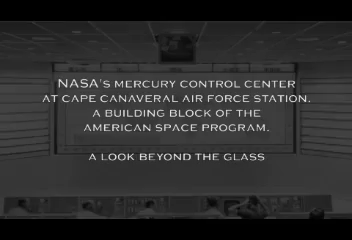 NASA'S MERCURY CONTROL CENTER
AT CAPE CANAVERAL AIR FORCE STATION.
A BUILDING BLOCK OF THE
AMERICAN SPACE PROGRAM.
A LOOK BEYOND THE GLASS